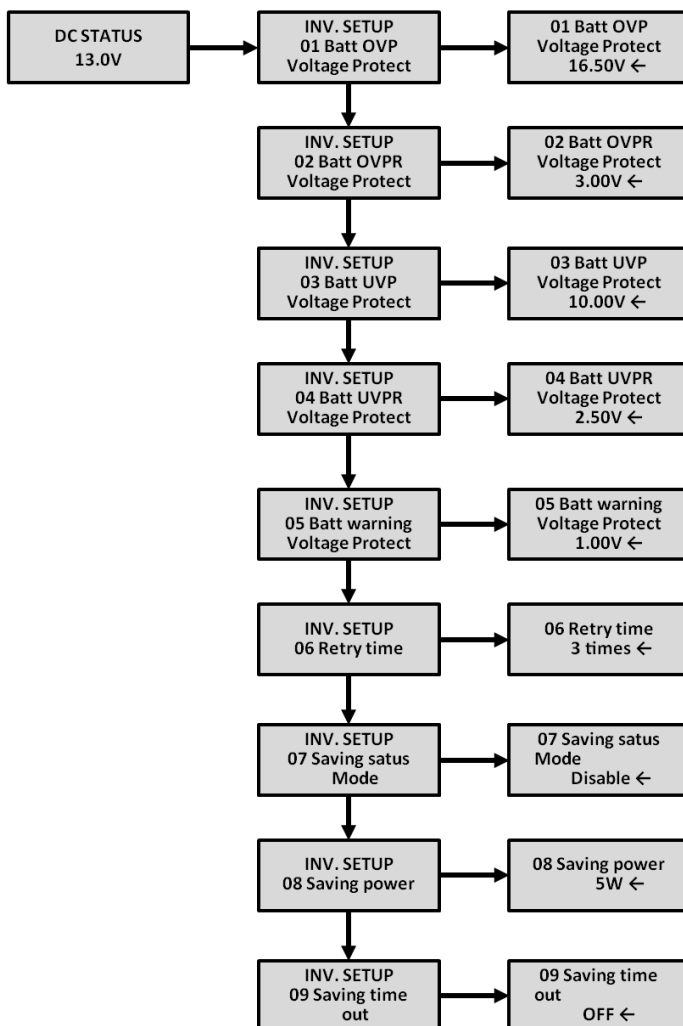 DC STATUS
13.0V
INV. SETUP
01 Batt OVP
Voltage Protect
01 Batt OVP
Voltage Protect
16.50V ←
INV. SETUP
02 Batt OVPR
Voltage Protect
02 Batt OVPR
Voltage Protect
3.00V ←
INV. SETUP
03 Batt UVP
Voltage Protect
03 Batt UVP
Voltage Protect
10.00V ←
INV. SETUP
04 Batt UVPR
Voltage Protect
04 Batt UVPR
Voltage Protect
2.50V ←
INV. SETUP
05 Batt warning
Voltage Protect
05 Batt warning
Voltage Protect
1.00V ←
INV. SETUP
06 Retry time
06 Retry time
3 times ←
INV. SETUP
07 Saving satus
Mode
07 Saving satus
Mode
Disable ←
INV. SETUP
08 Saving power
08 Saving power
5W ←
INV. SETUP
09 Saving time
out
09 Saving time
out
OFF ←